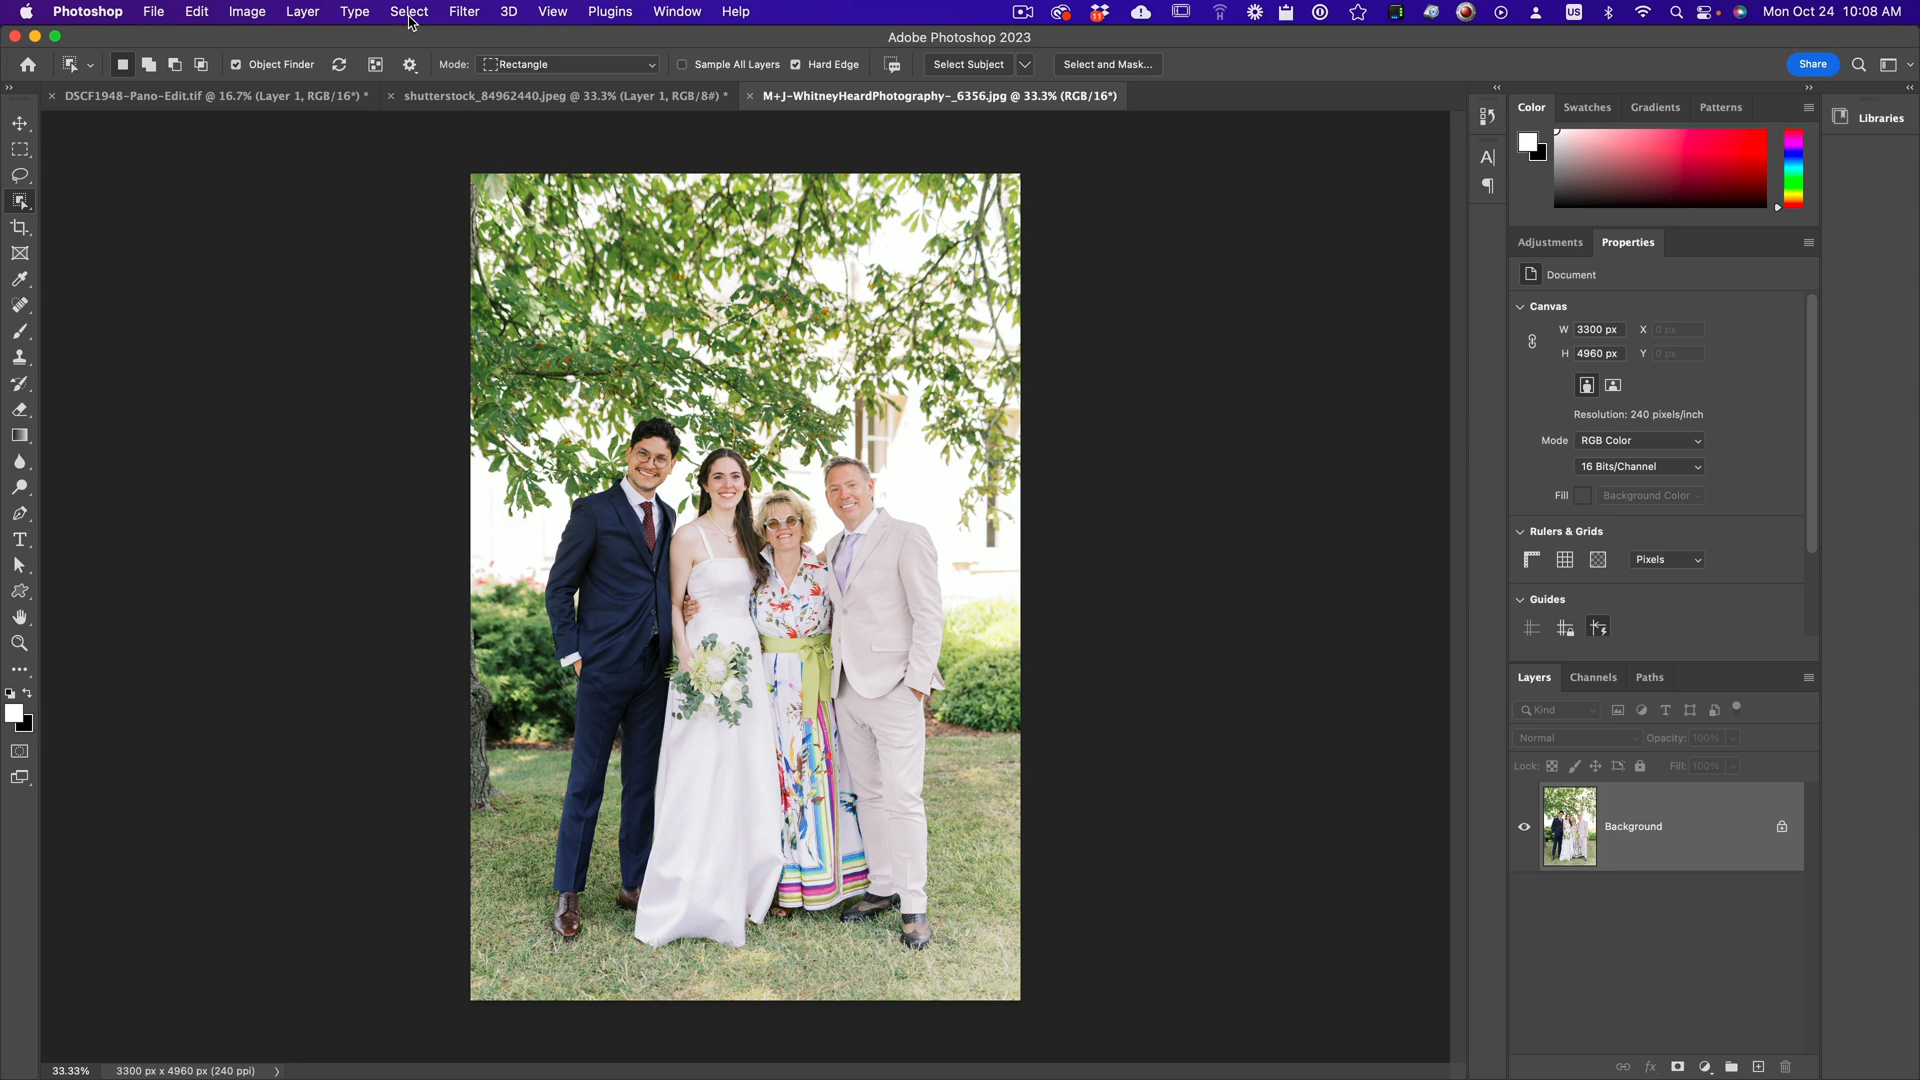 Photoshop File Edit Image Layer Type Select Filter 3D View Plugins Window Help US Mon Oct 24 10:08 AM
Adobe Photoshop 2023
Object Finder Mode: Rectangle Sample All Layers Hard Edge Select Subject Select and Mask... Share
DSCF1948-Pano-Edit.tif @ 16.7% (Layer 1, RGB/16*) * shutterstock_84962440.jpeg @ 33.3% (Layer 1, RGB/8#) * M+J-WhitneyHeardPhotography-_6356.jpg @ 33.3% (RGB/16*)
Color Swatches Gradients Patterns
Libraries
Adjustments Properties
Document
Canvas
W 3300 px X 0 px
H 4960 px Y 0 px
Resolution: 240 pixels/inch
Mode RGB Color
16 Bits/Channel
Fill Background Color
Rulers & Grids
Pixels
Guides
Layers Channels Paths
Kind
Normal Opacity: 100%
Lock: Fill: 100%
Background
33.33% 3300 px x 4960 px (240 ppi)